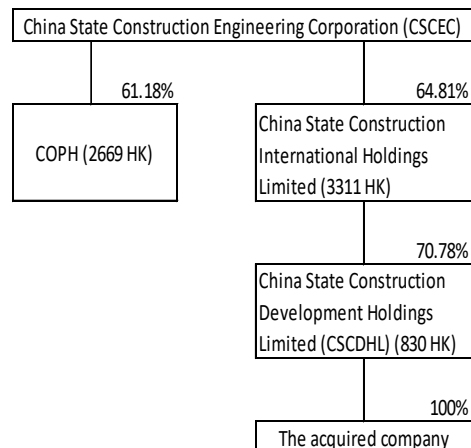 China State Construction Engineering Corporation (CSCEC)
61.18%
64.81%
COPH (2669 HK)
China State Construction
International Holdings
Limited (3311 HK)
70.78%
China State Construction
Development Holdings
Limited (CSCDHL) (830 HK)
100%
The acquired company